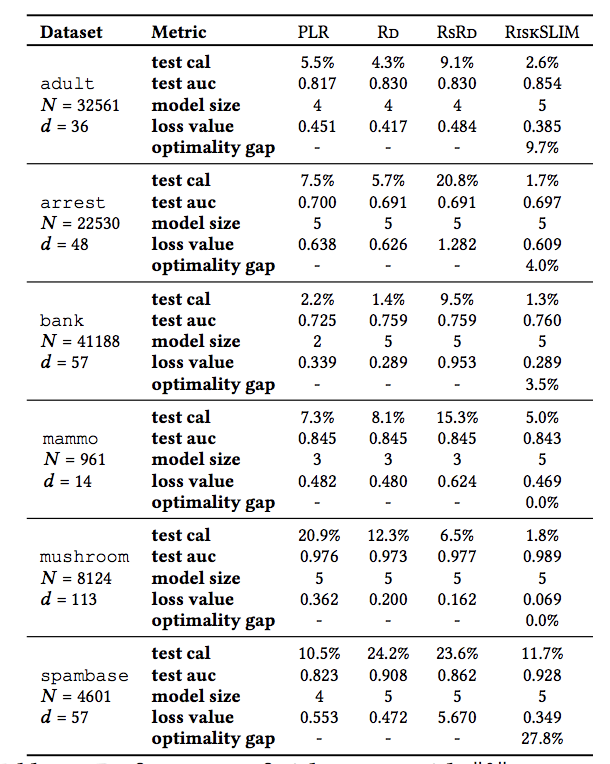 Dataset Metric PLR RD RSRD RISKSLIM
test cal 5.5% 4.3% 9.1% 2.6%
adult test auc 0.817 0.830 0.830 0.854
N = 32561 model size 4 4 4 5
d = 36 loss value 0.451 0.417 0.484 0.385
optimality gap - - - 9.7%
test cal 7.5% 5.7% 20.8% 1.7%
arrest test auc 0.700 0.691 0.691 0.697
N = 22530 model size 5 5 5 5
d = 48 loss value 0.638 0.626 1.282 0.609
optimality gap - - - 4.0%
test cal 2.2% 1.4% 9.5% 1.3%
bank test auc 0.725 0.759 0.759 0.760
N = 41188 model size 2 5 5 5
d = 57 loss value 0.339 0.289 0.953 0.289
optimality gap - - - 3.5%
test cal 7.3% 8.1% 15.3% 5.0%
mammo test auc 0.845 0.845 0.845 0.843
N = 961 model size 3 3 3 5
d = 14 loss value 0.482 0.480 0.624 0.469
optimality gap - - - 0.0%
test cal 20.9% 12.3% 6.5% 1.8%
mushroom test auc 0.976 0.973 0.977 0.989
N = 8124 model size 5 5 5 5
d = 113 loss value 0.362 0.200 0.162 0.069
optimality gap - - - 0.0%
test cal 10.5% 24.2% 23.6% 11.7%
spambase test auc 0.823 0.908 0.862 0.928
N = 4601 model size 4 5 5 5
d = 57 loss value 0.553 0.472 5.670 0.349
optimality gap - - - 27.8%